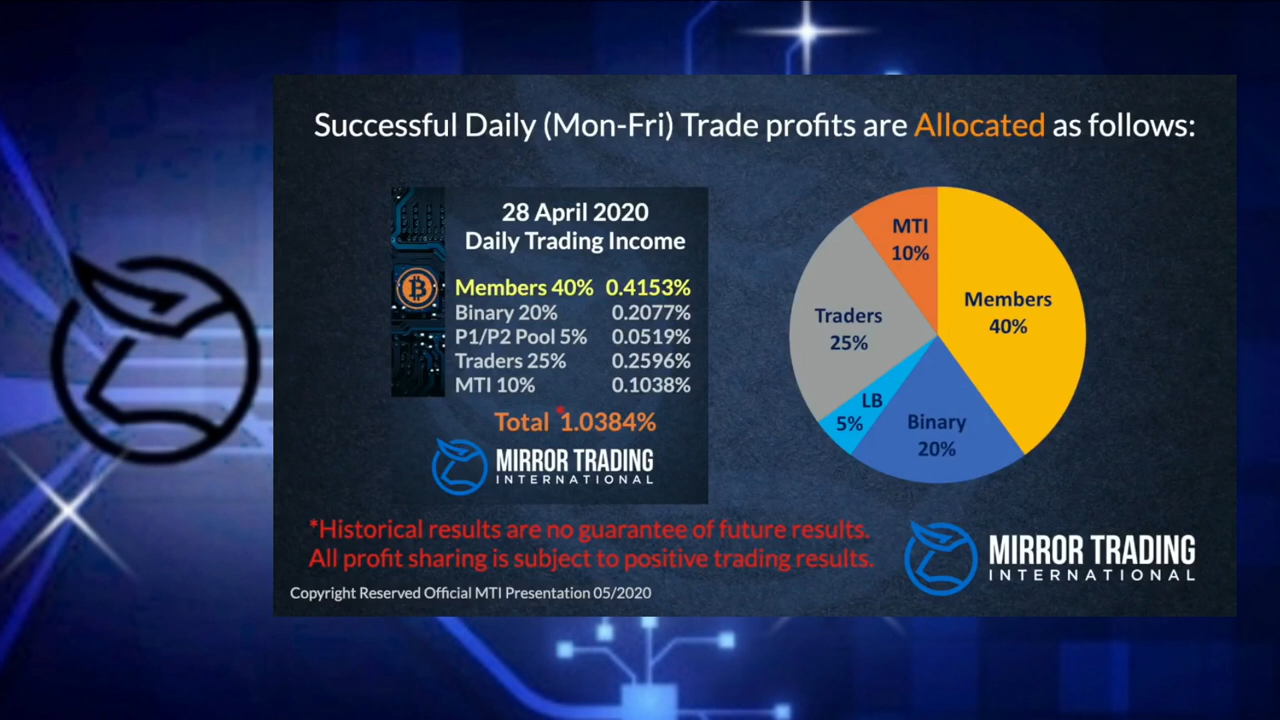 Successful Daily (Mon-Fri) Trade profits are Allocated as follows:
28 April 2020
Daily Trading Income
Members 40% 0.4153%
Binary 20% 0.2077%
P1/P2 Pool 5% 0.0519%
Traders 25% 0.2596%
MTI 10% 0.1038%
Total *1.0384%
MIRROR TRADING
INTERNATIONAL
MTI
10%
Members
40%
Traders
25%
LB
5%
Binary
20%
*Historical results are no guarantee of future results.
All profit sharing is subject to positive trading results.
Copyright Reserved Official MTI Presentation 05/2020
MIRROR TRADING
INTERNATIONAL